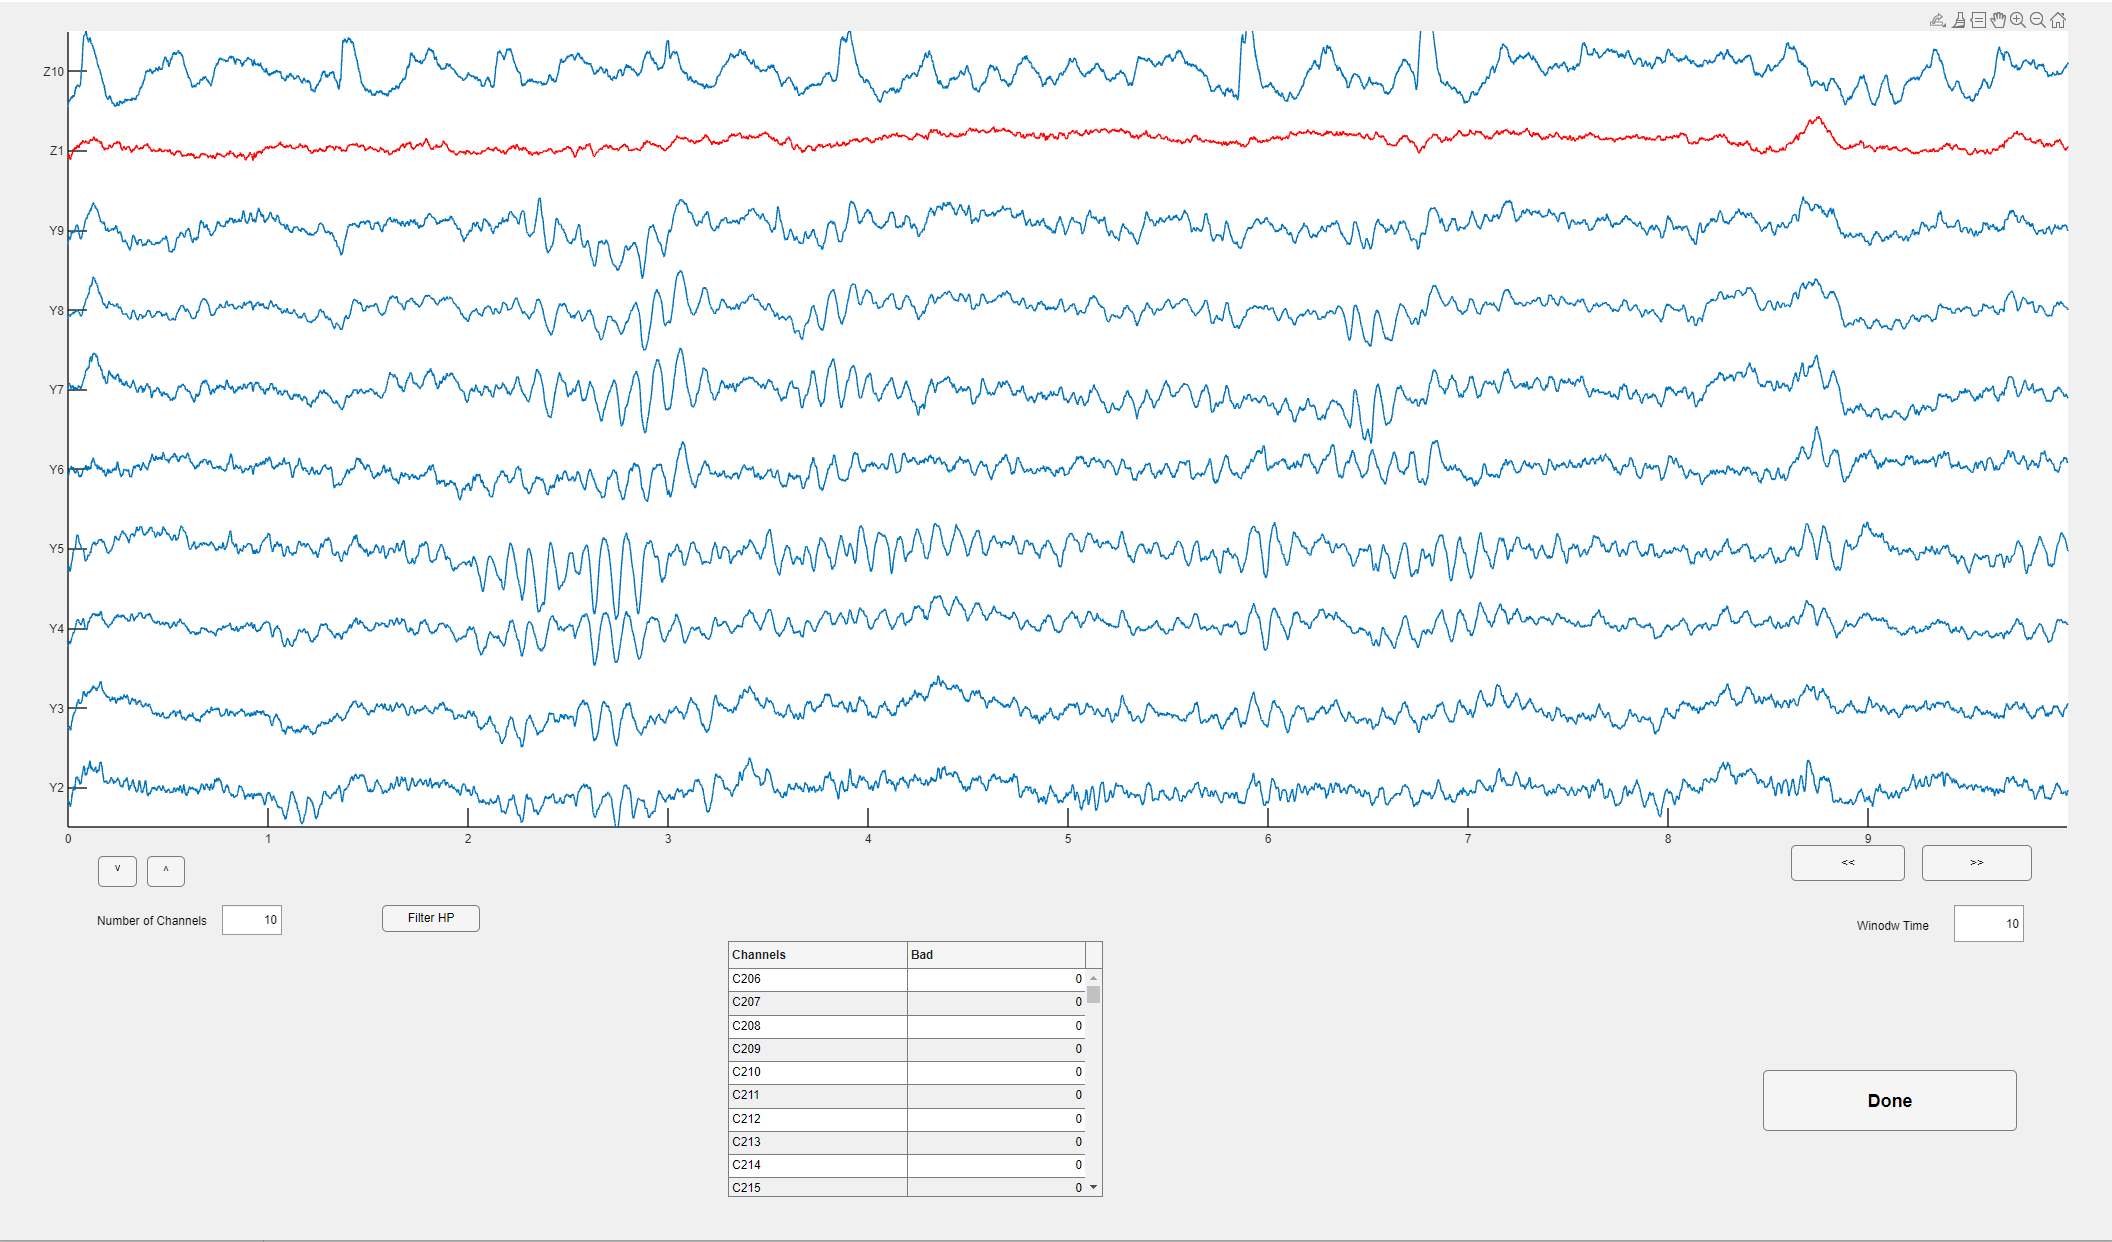 Z10
Z1
Y9
Y8
Y7
Y6
Y5
Y4
Y3
Y2
0 1 2 3 4 5 6 7 8 9
v ^ << >>
Number of Channels 10 Filter HP Winodw Time 10
Channels Bad
C206 0
C207 0
C208 0
C209 0
C210 0
C211 0
C212 0
C213 0
C214 0
C215 0
Done